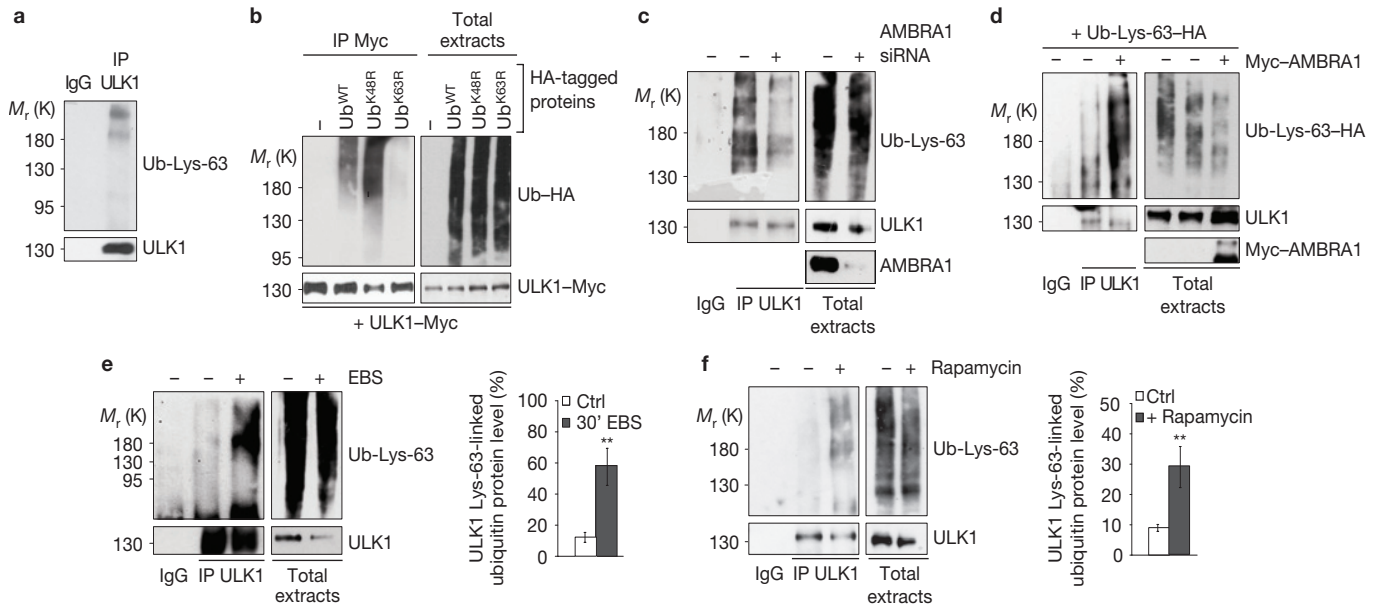 a
IP
IgG ULK1
Mr (K)
180
130
95
130
Ub-Lys-63
ULK1
b
IP Myc
Total
extracts
– UbWT UbK48R UbK63R – UbWT UbK48R UbK63R
HA-tagged
proteins
Mr (K)
180
130
95
130
Ub–HA
ULK1–Myc
+ ULK1–Myc
c
AMBRA1
siRNA
– – + – +
Mr (K)
180
130
130
Ub-Lys-63
ULK1
AMBRA1
IgG IP ULK1 Total
extracts
d
+ Ub-Lys-63–HA
– – + – – + Myc–AMBRA1
Mr (K)
180
130
130
Ub-Lys-63–HA
ULK1
Myc–AMBRA1
IgG IP ULK1 Total
extracts
e
– – + – + EBS
Mr (K)
180
130
95
130
Ub-Lys-63
ULK1
IgG IP ULK1 Total
extracts
ULK1 Lys-63-linked
ubiquitin protein level (%)
100
80
60
40
20
0
Ctrl
30' EBS
**
f
– – + – + Rapamycin
Mr (K)
180
130
130
Ub-Lys-63
ULK1
IgG IP ULK1 Total
extracts
ULK1 Lys-63-linked
ubiquitin protein level (%)
50
40
30
20
10
0
Ctrl
+ Rapamycin
**